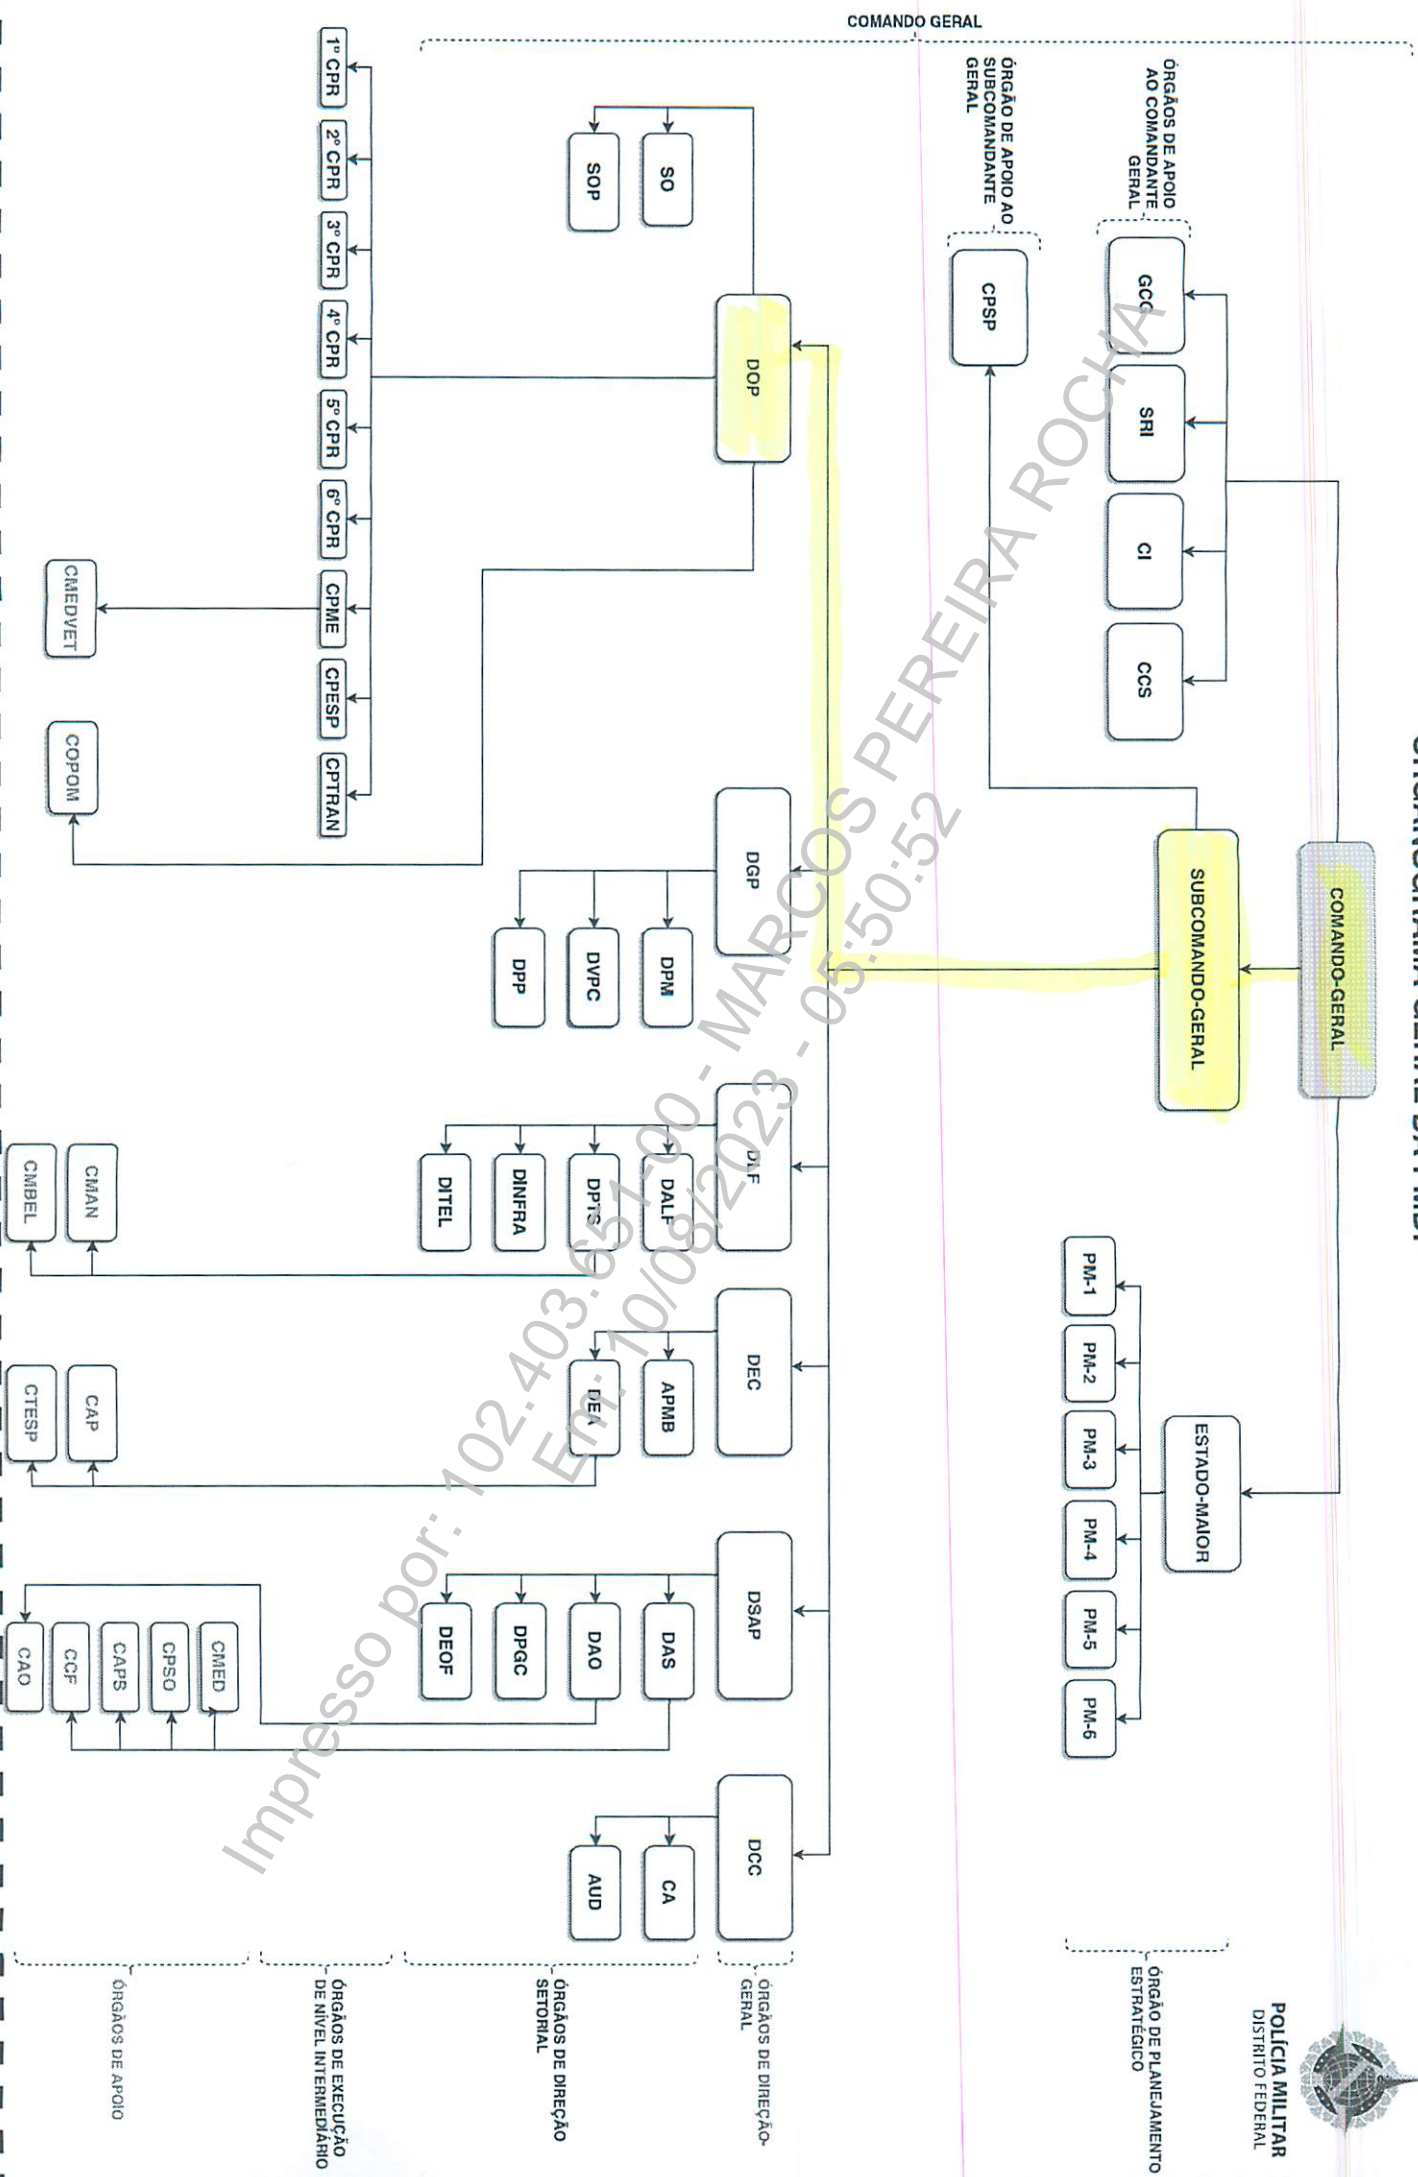 ORGANOGRAMA GERAL DA PMDF
POLÍCIA MILITAR
DISTRITO FEDERAL
COMANDO GERAL
COMANDO-GERAL
SUBCOMANDO-GERAL
ESTADO-MAIOR
ÓRGÃOS DE APOIO
AO COMANDANTE
GERAL
GCG
SRI
CI
CCS
PM-1
PM-2
PM-3
PM-4
PM-5
PM-6
ÓRGÃO DE PLANEJAMENTO
ESTRATÉGICO
ÓRGÃO DE APOIO AO
SUBCOMANDANTE
GERAL
CPSP
DOP
DGP
DLF
DEC
DSAP
DCC
ÓRGÃOS DE DIREÇÃO-
GERAL
SO
DPM
DALF
APMB
DAS
CA
SOP
DVPC
DPTS
DEA
DAO
AUD
DPP
DINFRA
DPGC
DITEL
DEOF
ÓRGÃOS DE DIREÇÃO
SETORIAL
1º CPR
2º CPR
3º CPR
4º CPR
5º CPR
6º CPR
CPME
CPESP
CPTRAN
ÓRGÃOS DE EXECUÇÃO
DE NÍVEL INTERMEDIÁRIO
CMED
CPSO
CAPS
CCF
CAO
CMEDVET
COPOM
CMAN
CMBEL
CAP
CTESP
ÓRGÃOS DE APOIO
Impresso por: 102.403.651-00 - MARCOS PEREIRA ROCHA
Em: 10/08/2023 - 05:50:52